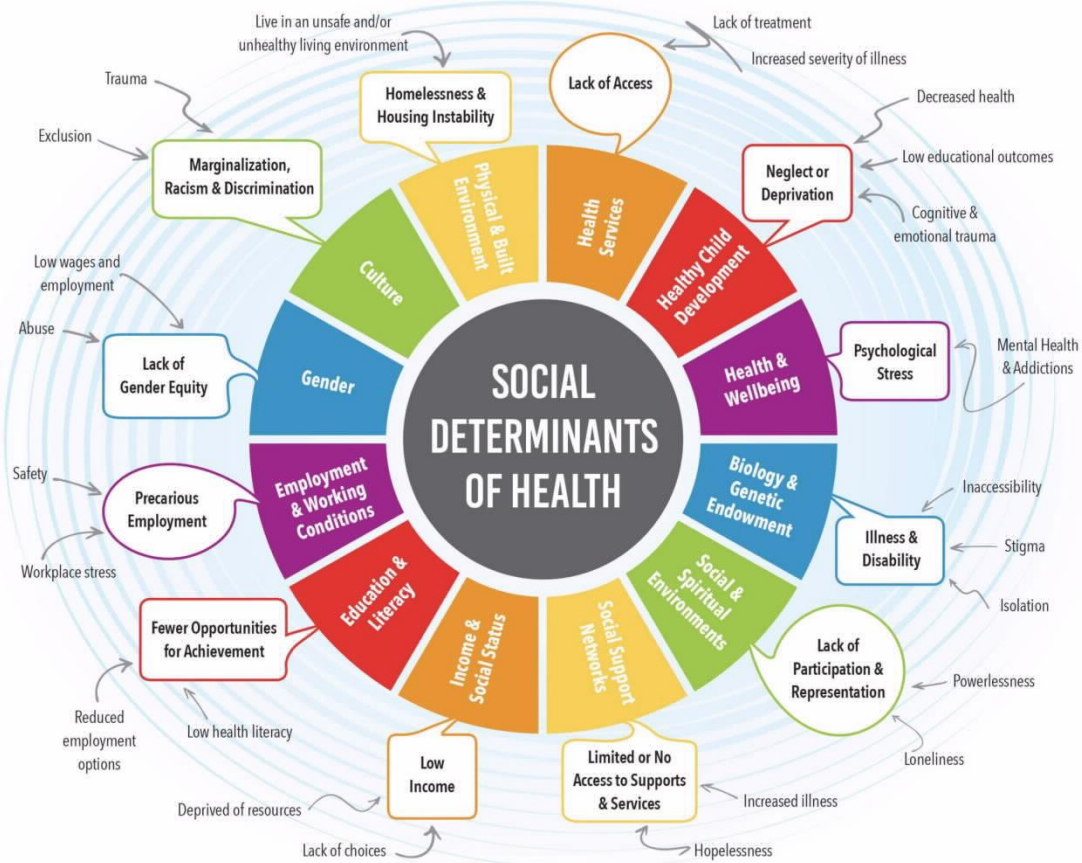 SOCIAL
DETERMINANTS
OF HEALTH
Health
Services
Lack of Access
Lack of treatment
Increased severity of illness
Healthy Child
Development
Neglect or
Deprivation
Decreased health
Low educational outcomes
Cognitive &
emotional trauma
Health &
Wellbeing
Psychological
Stress
Mental Health
& Addictions
Biology &
Genetic
Endowment
Illness &
Disability
Inaccessibility
Stigma
Isolation
Social &
Spiritual
Environments
Lack of
Participation &
Representation
Powerlessness
Loneliness
Social Support
Networks
Limited or No
Access to Supports
& Services
Increased illness
Hopelessness
Income &
Social Status
Low
Income
Deprived of resources
Lack of choices
Education &
Literacy
Fewer Opportunities
for Achievement
Reduced
employment
options
Low health literacy
Employment
& Working
Conditions
Precarious
Employment
Safety
Workplace stress
Gender
Lack of
Gender Equity
Low wages and
employment
Abuse
Culture
Marginalization,
Racism & Discrimination
Trauma
Exclusion
Physical & Built
Environment
Homelessness &
Housing Instability
Live in an unsafe and/or
unhealthy living environment